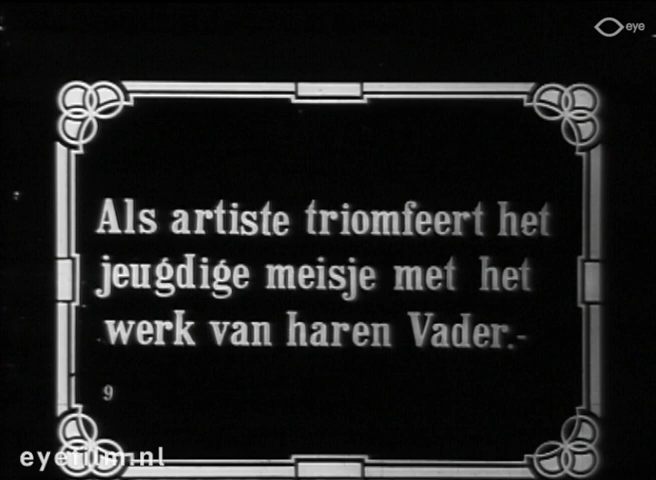 eye
Als artiste triomfeert het
jeugdige meisje met het
werk van haren Vader.-
9
eyefilm.nl